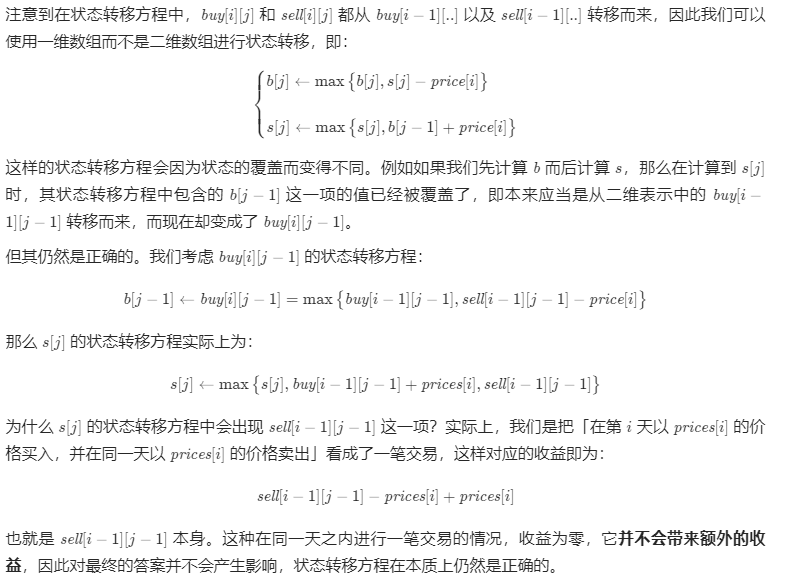 注意到在状态转移方程中，buy[i][j] 和 sell[i][j] 都从 buy[i − 1][..] 以及 sell[i − 1][..] 转移而来，因此我们可以
使用一维数组而不是二维数组进行状态转移，即：
b[j] ← max {b[j], s[j] − price[i]}
s[j] ← max {s[j], b[j − 1] + price[i]}
这样的状态转移方程会因为状态的覆盖而变得不同。例如如果我们先计算 b 而后计算 s，那么在计算到 s[j]
时，其状态转移方程中包含的 b[j − 1] 这一项的值已经被覆盖了，即本来应当是从二维表示中的 buy[i −
1][j − 1] 转移而来，而现在却变成了 buy[i][j − 1]。
但其仍然是正确的。我们考虑 buy[i][j − 1] 的状态转移方程：
b[j − 1] ← buy[i][j − 1] = max {buy[i − 1][j − 1], sell[i − 1][j − 1] − price[i]}
那么 s[j] 的状态转移方程实际上为：
s[j] ← max {s[j], buy[i − 1][j − 1] + prices[i], sell[i − 1][j − 1]}
为什么 s[j] 的状态转移方程中会出现 sell[i − 1][j − 1] 这一项？实际上，我们是把「在第 i 天以 prices[i] 的价
格买入，并在同一天以 prices[i] 的价格卖出」看成了一笔交易，这样对应的收益即为：
sell[i − 1][j − 1] − prices[i] + prices[i]
也就是 sell[i − 1][j − 1] 本身。这种在同一天之内进行一笔交易的情况，收益为零，它并不会带来额外的收
益，因此对最终的答案并不会产生影响，状态转移方程在本质上仍然是正确的。